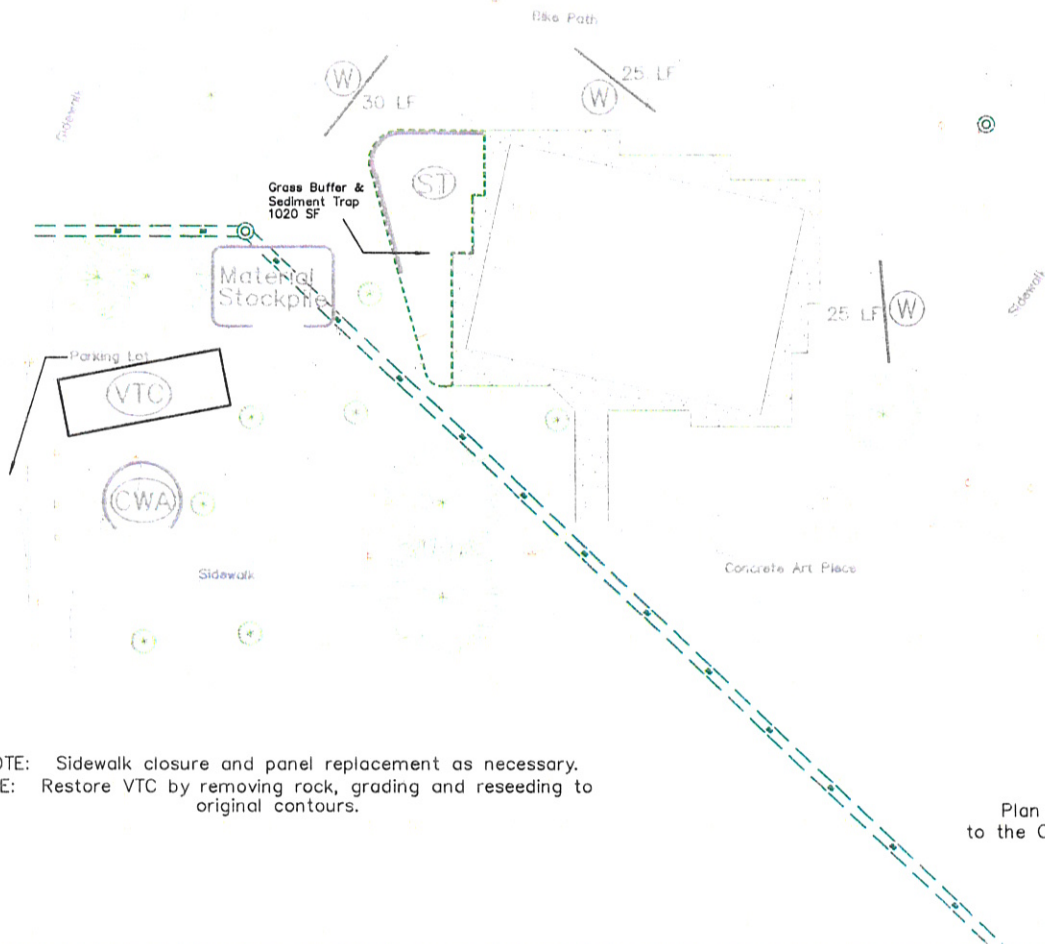 Bike Path
Sidewalk
W
30 LF
25 LF
W
Grass Buffer &
Sediment Trap
1020 SF
ST
Material
Stockpile
Sidewalk
25 LF
W
Parking Lot
VTC
CWA
Sidewalk
Concrete Art Place
OTE: Sidewalk closure and panel replacement as necessary.
E: Restore VTC by removing rock, grading and reseeding to
original contours.
Plan
to the C